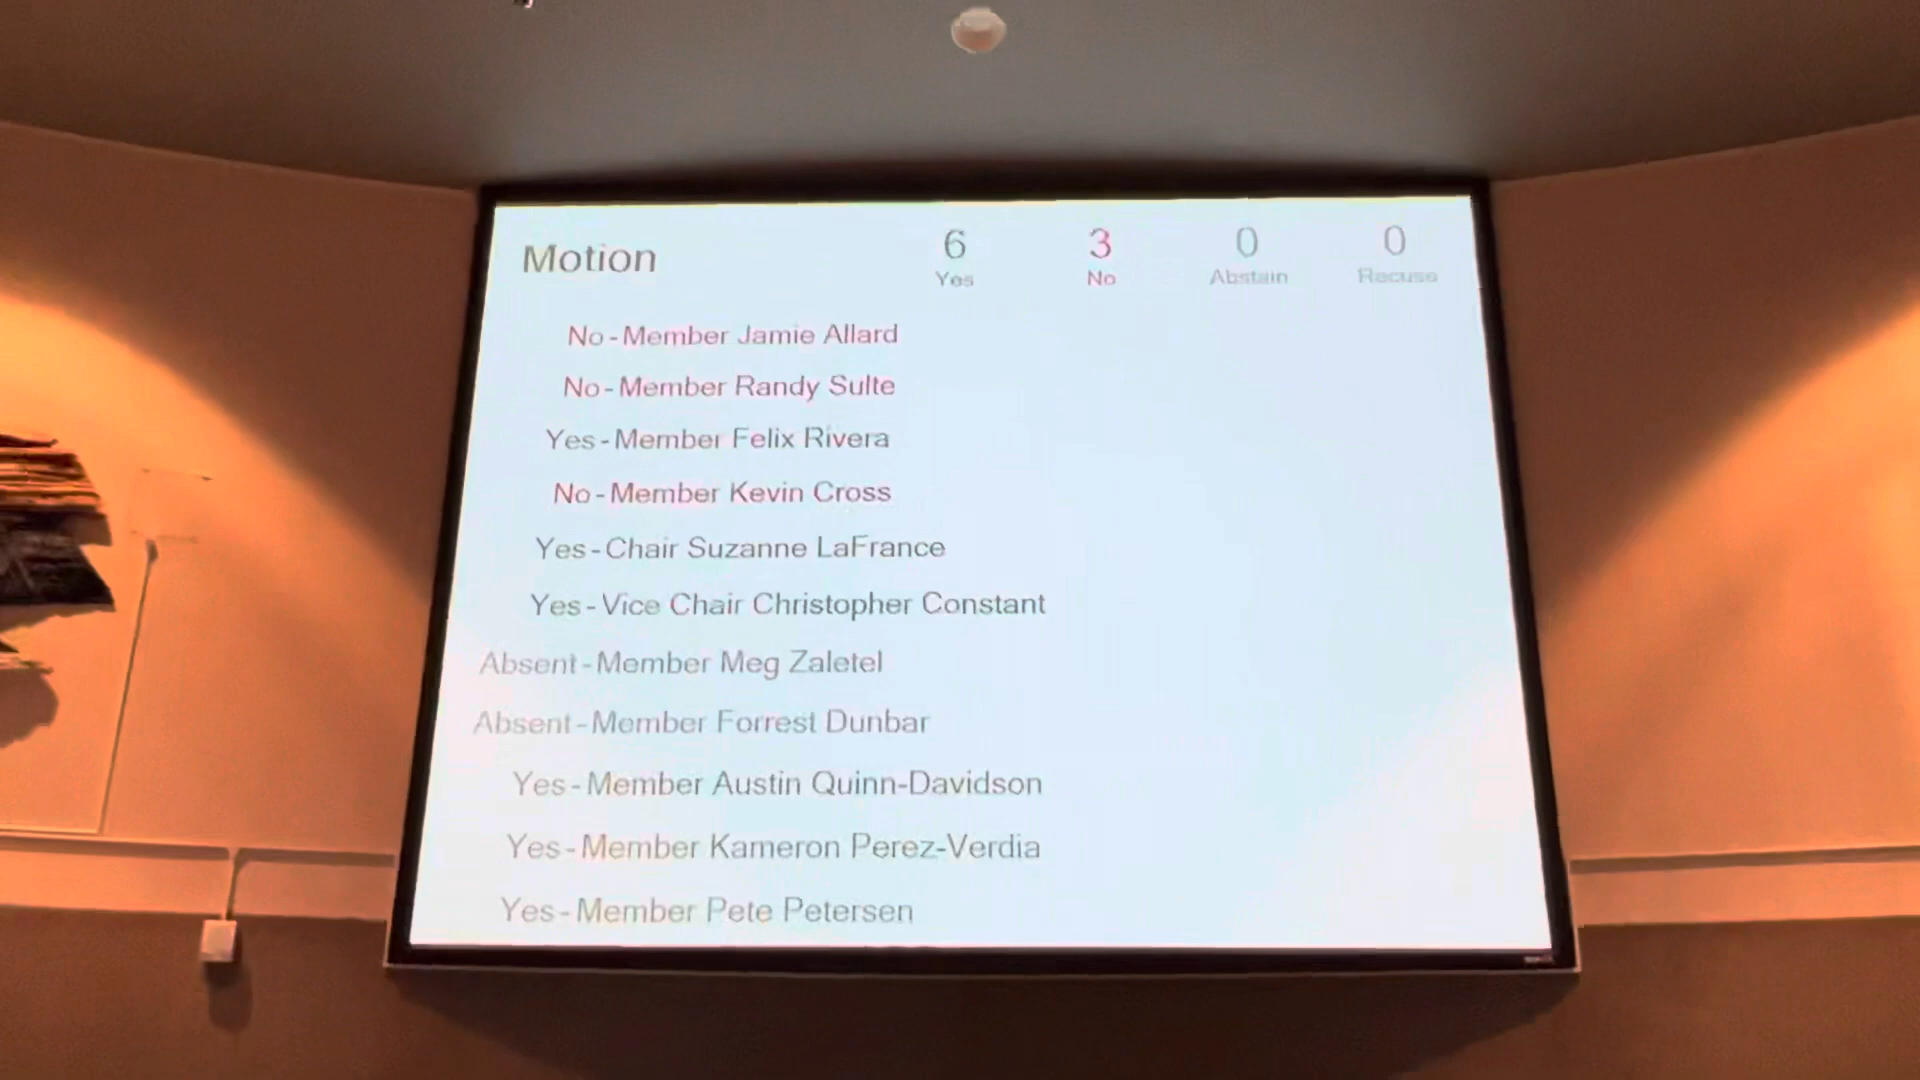 Motion
6 Yes
3 No
0 Abstain
0 Recuse
No - Member Jamie Allard
No - Member Randy Sulte
Yes - Member Felix Rivera
No - Member Kevin Cross
Yes - Chair Suzanne LaFrance
Yes - Vice Chair Christopher Constant
Absent - Member Meg Zaletel
Absent - Member Forrest Dunbar
Yes - Member Austin Quinn-Davidson
Yes - Member Kameron Perez-Verdia
Yes - Member Pete Petersen